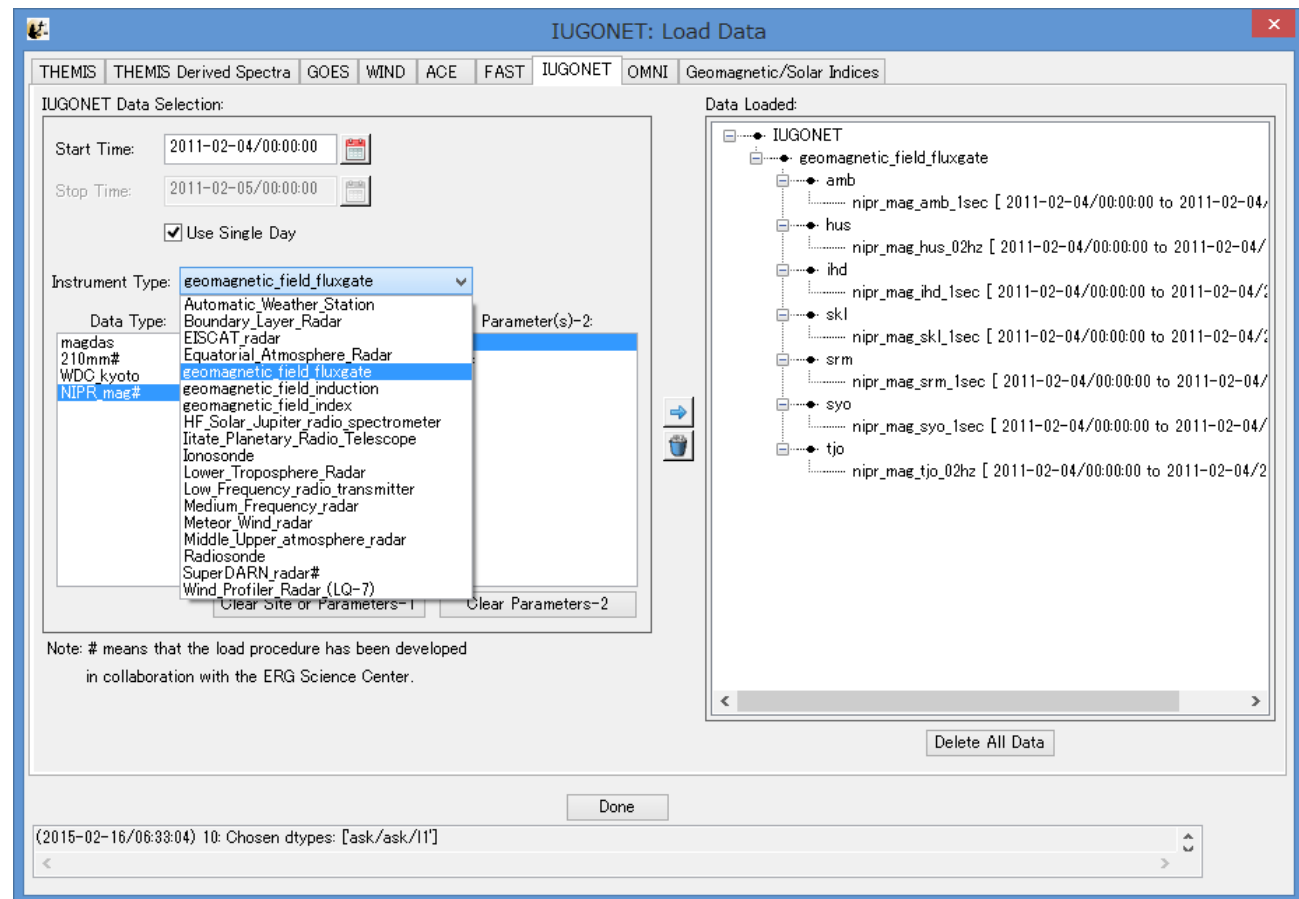 IUGONET: Load Data
THEMIS THEMIS Derived Spectra GOES WIND ACE FAST IUGONET OMNI Geomagnetic/Solar Indices
IUGONET Data Selection:
Start Time: 2011-02-04/00:00:00
Stop Time: 2011-02-05/00:00:00
Use Single Day
Instrument Type: geomagnetic_field_fluxgate
Automatic_Weather_Station
Boundary_Layer_Radar
EISCAT_radar
Equatorial_Atmosphere_Radar
geomagnetic_field_fluxgate
geomagnetic_field_induction
geomagnetic_field_index
HF_Solar_Jupiter_radio_spectrometer
Iitate_Planetary_Radio_Telescope
Ionosonde
Lower_Troposphere_Radar
Low_Frequency_radio_transmitter
Medium_Frequency_radar
Meteor_Wind_radar
Middle_Upper_atmosphere_radar
Radiosonde
SuperDARN_radar#
Wind_Profiler_Radar_(LQ-7)
Data Type:
magdas
210mm#
WDC_kyoto
NIPR_mag#
Parameter(s)-2:
Clear Site or Parameters-1
Clear Parameters-2
Note: # means that the load procedure has been developed
in collaboration with the ERG Science Center.
Data Loaded:
IUGONET
geomagnetic_field_fluxgate
amb
nipr_mag_amb_1sec [ 2011-02-04/00:00:00 to 2011-02-04/
hus
nipr_mag_hus_02hz [ 2011-02-04/00:00:00 to 2011-02-04/
ihd
nipr_mag_ihd_1sec [ 2011-02-04/00:00:00 to 2011-02-04/2
skl
nipr_mag_skl_1sec [ 2011-02-04/00:00:00 to 2011-02-04/2
srm
nipr_mag_srm_1sec [ 2011-02-04/00:00:00 to 2011-02-04/
syo
nipr_mag_syo_1sec [ 2011-02-04/00:00:00 to 2011-02-04/
tjo
nipr_mag_tjo_02hz [ 2011-02-04/00:00:00 to 2011-02-04/2
Delete All Data
Done
(2015-02-16/06:33:04) 10: Chosen dtypes: ['ask/ask/l1']